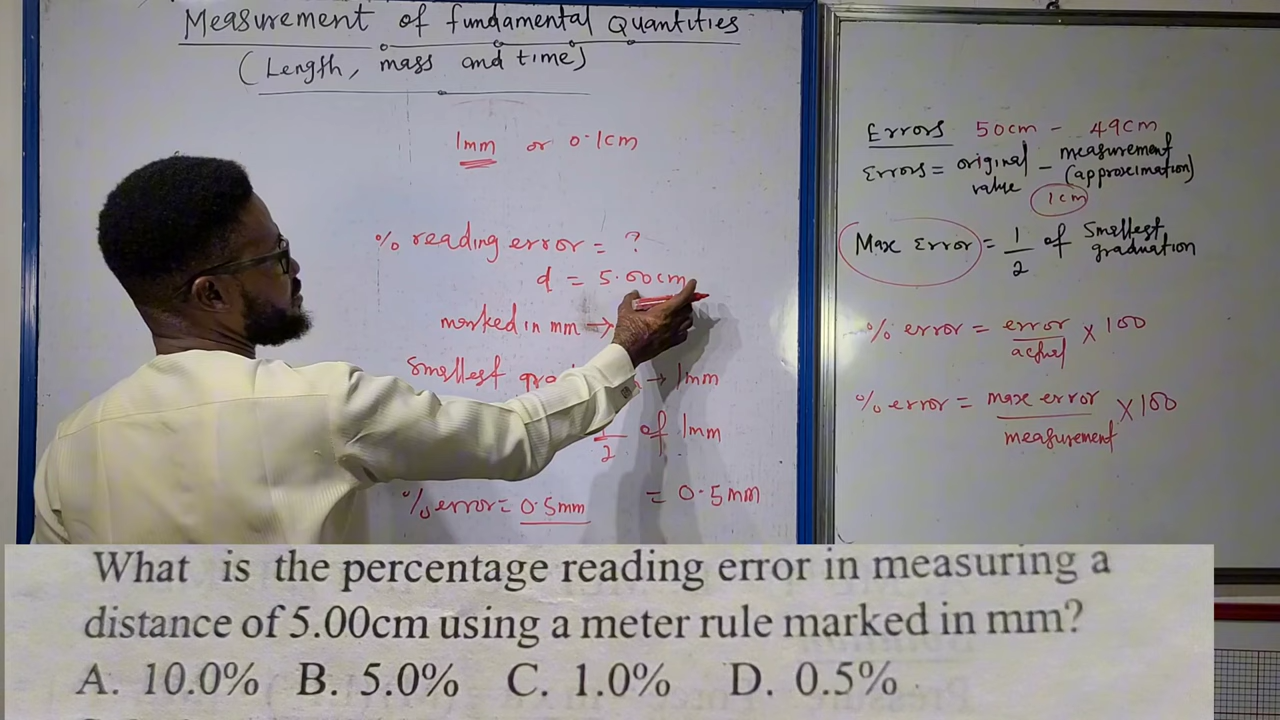 Measurement of fundamental Quantities
(Length, mass and time)
1mm or 0.1cm
% reading error = ?
d = 5.00cm
marked in mm →
Smallest gra → 1mm
1/2 of 1mm
= 0.5mm
% error = 0.5mm
Errors 50cm - 49cm
Errors = original value - measurement (approximation)
1cm
Max Error = 1/2 of Smallest graduation
% error = error/actual × 100
% error = max error/measurement × 100
What is the percentage reading error in measuring a
distance of 5.00cm using a meter rule marked in mm?
A. 10.0% B. 5.0% C. 1.0% D. 0.5%